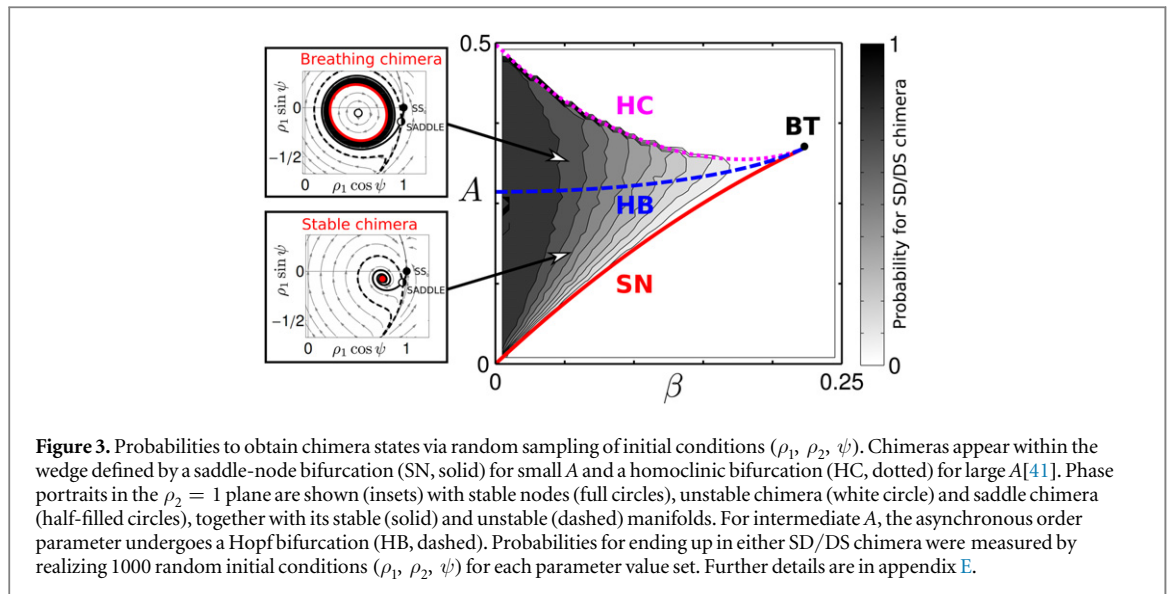 Breathing chimera
ρ₁ sin ψ
0
-1/2
SS₀
SADDLE
0
ρ₁ cos ψ
1
Stable chimera
ρ₁ sin ψ
0
-1/2
SS₀
SADDLE
0
ρ₁ cos ψ
1
0.5
A
0
HC
HB
SN
BT
0
β
0.25
1
0
Probability for SD/DS chimera
Figure 3. Probabilities to obtain chimera states via random sampling of initial conditions (ρ₁, ρ₂, ψ). Chimeras appear within the
wedge defined by a saddle-node bifurcation (SN, solid) for small A and a homoclinic bifurcation (HC, dotted) for large A[41]. Phase
portraits in the ρ₂ = 1 plane are shown (insets) with stable nodes (full circles), unstable chimera (white circle) and saddle chimera
(half-filled circles), together with its stable (solid) and unstable (dashed) manifolds. For intermediate A, the asynchronous order
parameter undergoes a Hopf bifurcation (HB, dashed). Probabilities for ending up in either SD/DS chimera were measured by
realizing 1000 random initial conditions (ρ₁, ρ₂, ψ) for each parameter value set. Further details are in appendix E.